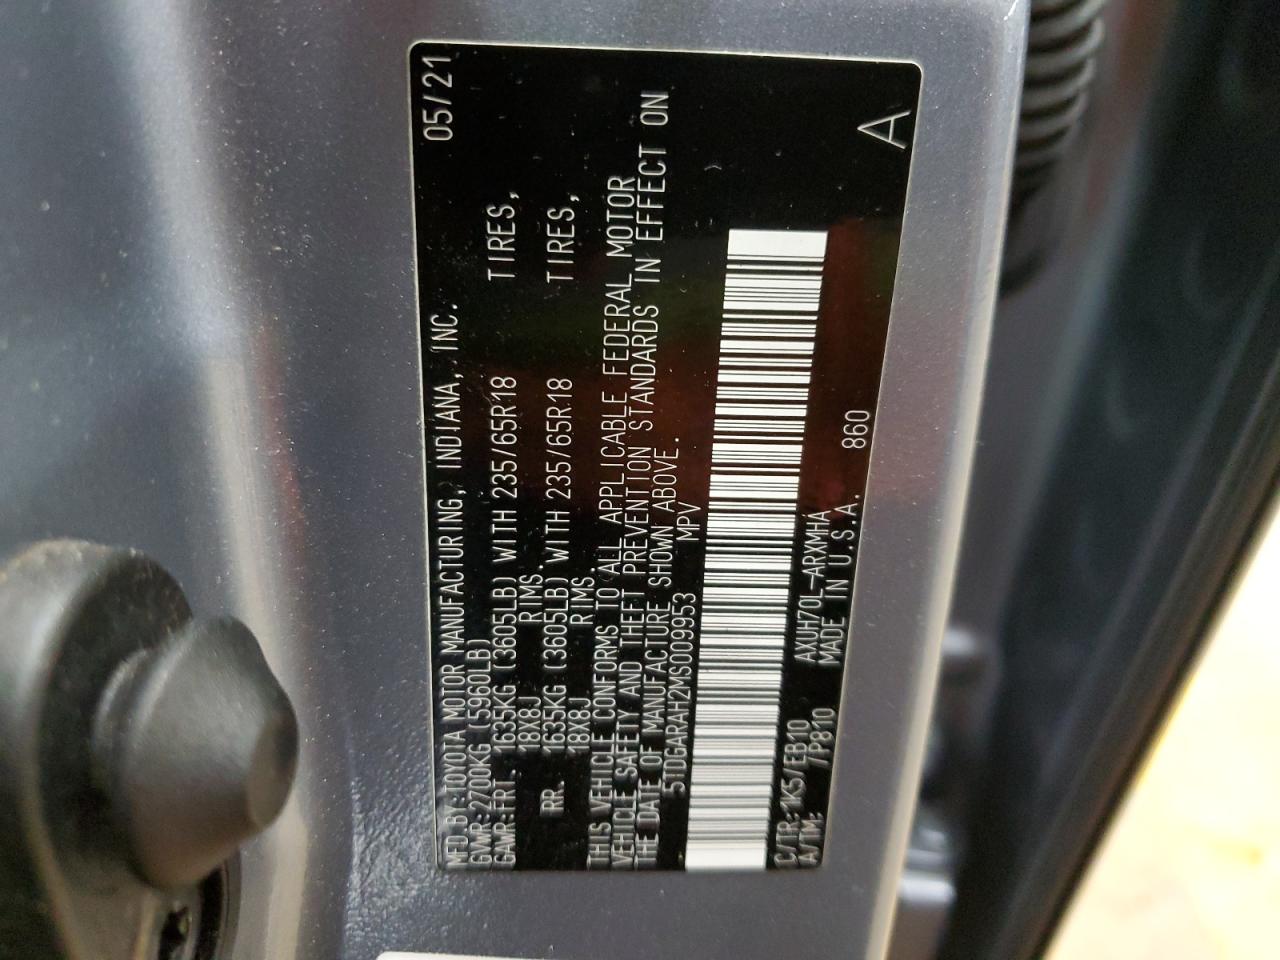 MFD.BY:TOYOTA MOTOR MANUFACTURING, INDIANA, INC. 05/21
GVWR:2700KG (5960LB)
GAWR:FRT. 1635KG (3605LB) WITH 235/65R18 TIRES,
18X8J RIMS.
RR. 1635KG (3605LB) WITH 235/65R18 TIRES,
18X8J RIMS
THIS VEHICLE CONFORMS TO ALL APPLICABLE FEDERAL MOTOR
VEHICLE SAFETY AND THEFT PREVENTION STANDARDS IN EFFECT ON
THE DATE OF MANUFACTURE SHOWN ABOVE.
5TDGARAH2MS009953 MPV
C/TR:1K5/EB10 AXUH70L-ARXMHA 860
A/TM: /P810 MADE IN U.S.A. A